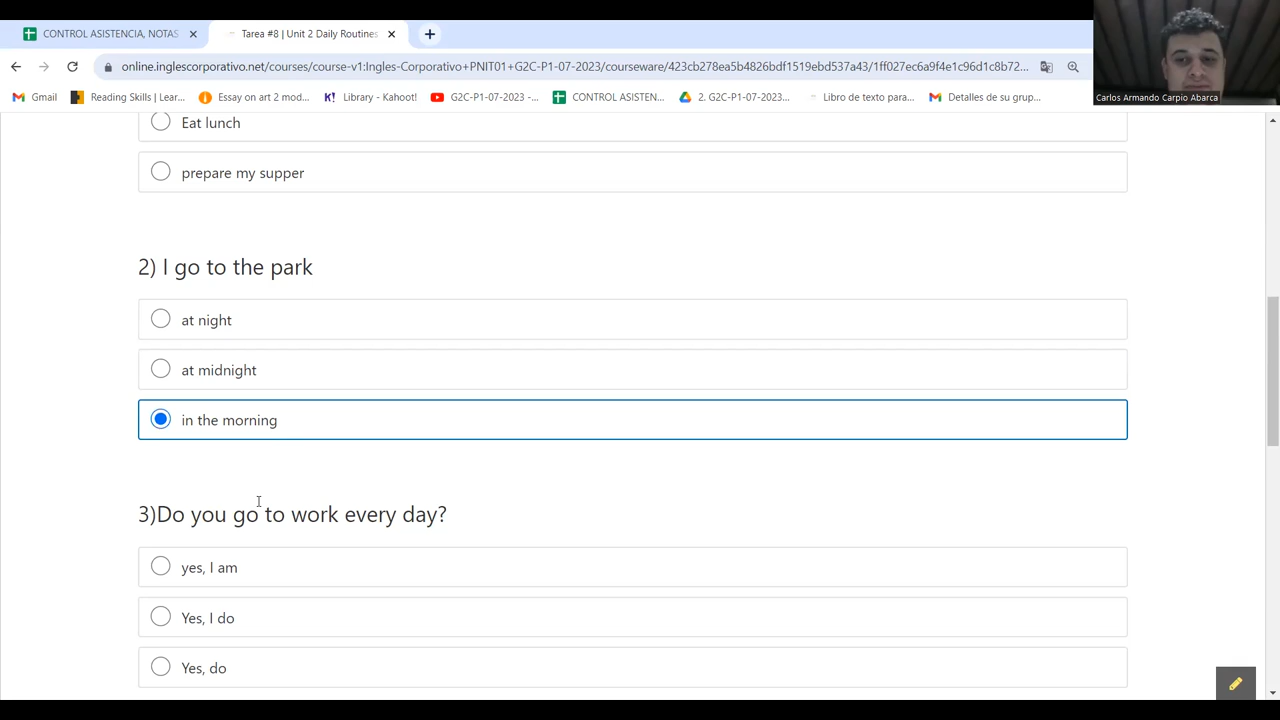 CONTROL ASISTENCIA, NOTAS
Tarea #8 | Unit 2 Daily Routines
online.inglescorporativo.net/courses/course-v1:Ingles-Corporativo+PNIT01+G2C-P1-07-2023/courseware/423cb278ea5b4826bdf1519ebd537a43/1ff027ec6a9f4e1c96d1c8b72...
Gmail
Reading Skills | Lear...
Essay on art 2 mod...
Library - Kahoot!
G2C-P1-07-2023 -...
CONTROL ASISTEN...
2. G2C-P1-07-2023...
Libro de texto para...
Detalles de su grup...
Carlos Armando Carpio Abarca
Eat lunch
prepare my supper
2) I go to the park
at night
at midnight
in the morning
3)Do you go to work every day?
yes, I am
Yes, I do
Yes, do